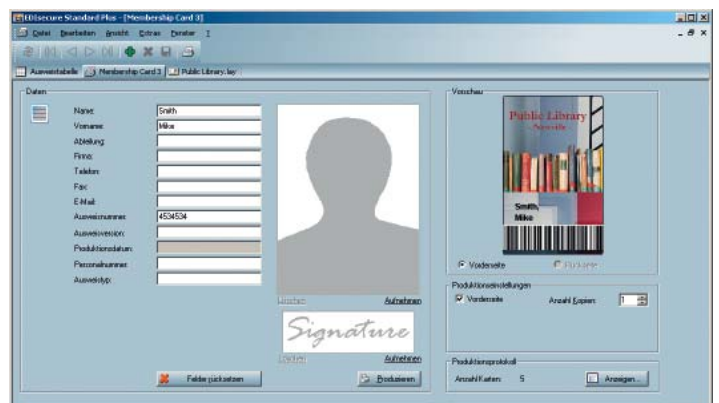 EDIsecure Standard Plus - [Membership Card 3]
Datei Bearbeiten Ansicht Extras Fenster ?
Ausweistabelle Membership Card 3 Public Library.lay
Daten
Name: Smith
Vorname: Mike
Abteilung:
Firma:
Telefon:
Fax:
E-Mail:
Ausweisnummer: 4534534
Ausweisversion:
Produktionsdatum:
Personalnummer:
Ausweistyp:
Löschen Aufnehmen
Signature
Löschen Aufnehmen
Felder rücksetzen Produzieren
Vorschau
Public Library
Smith,
Mike
Vorderseite Rückseite
Produktionseinstellungen
Vorderseite Anzahl Kopien: 1
Produktionsprotokoll
Anzahl Karten: 5 Anzeigen...